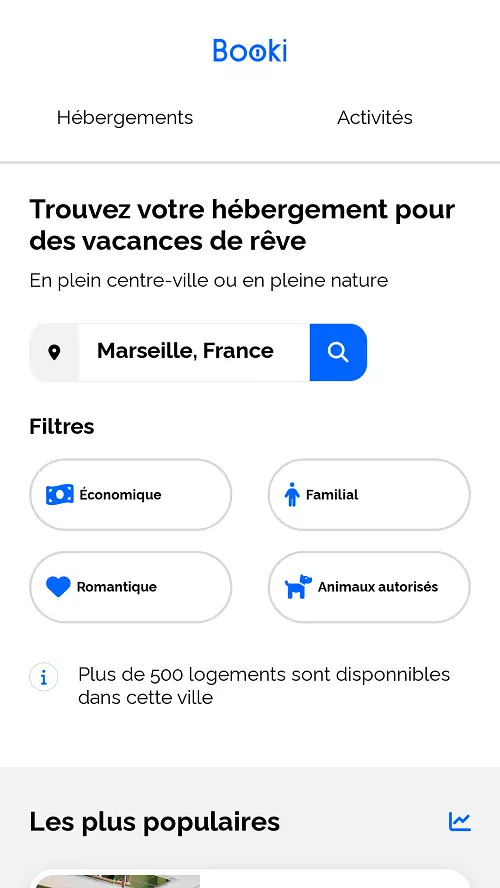 Booki
Hébergements
Activités
Trouvez votre hébergement pour
des vacances de rêve
En plein centre-ville ou en pleine nature
Marseille, France
Filtres
Économique
Familial
Romantique
Animaux autorisés
Plus de 500 logements sont disponnibles
dans cette ville
Les plus populaires